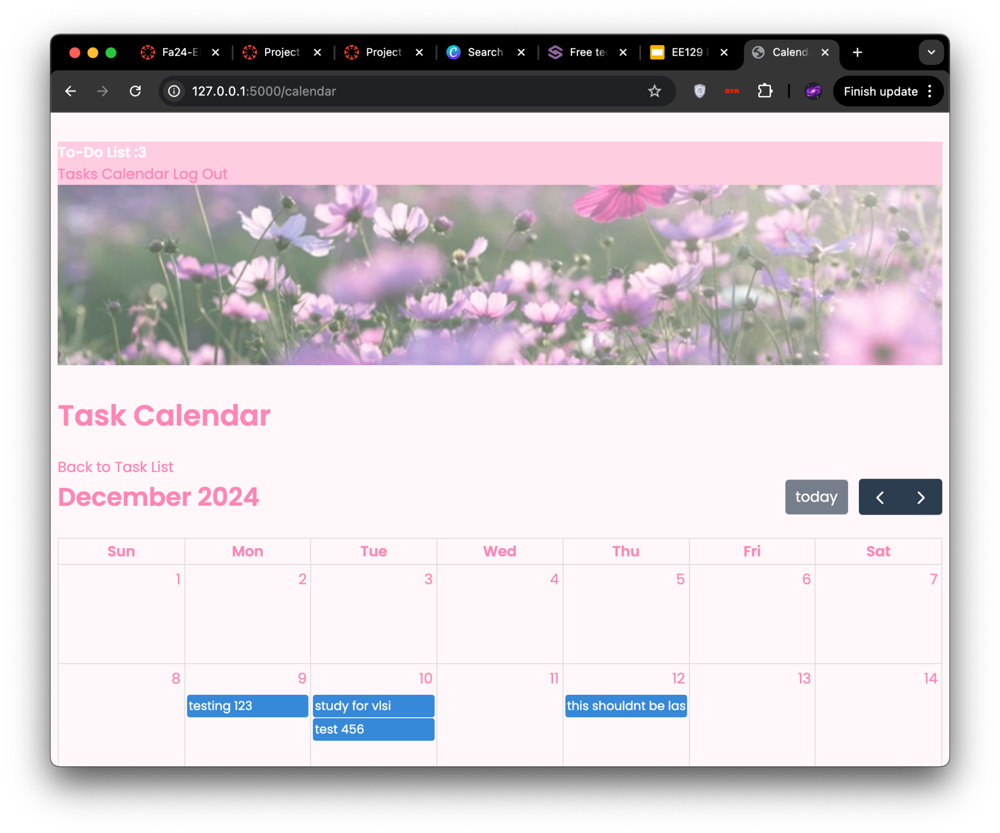 Fa24-E
Project
Project
Search
Free te
EE129
Calend
127.0.0.1:5000/calendar
Finish update
To-Do List :3
Tasks Calendar Log Out
Task Calendar
Back to Task List
December 2024
today
Sun Mon Tue Wed Thu Fri Sat
1 2 3 4 5 6 7
8 9 10 11 12 13 14
testing 123
study for vlsi
this shouldnt be las
test 456